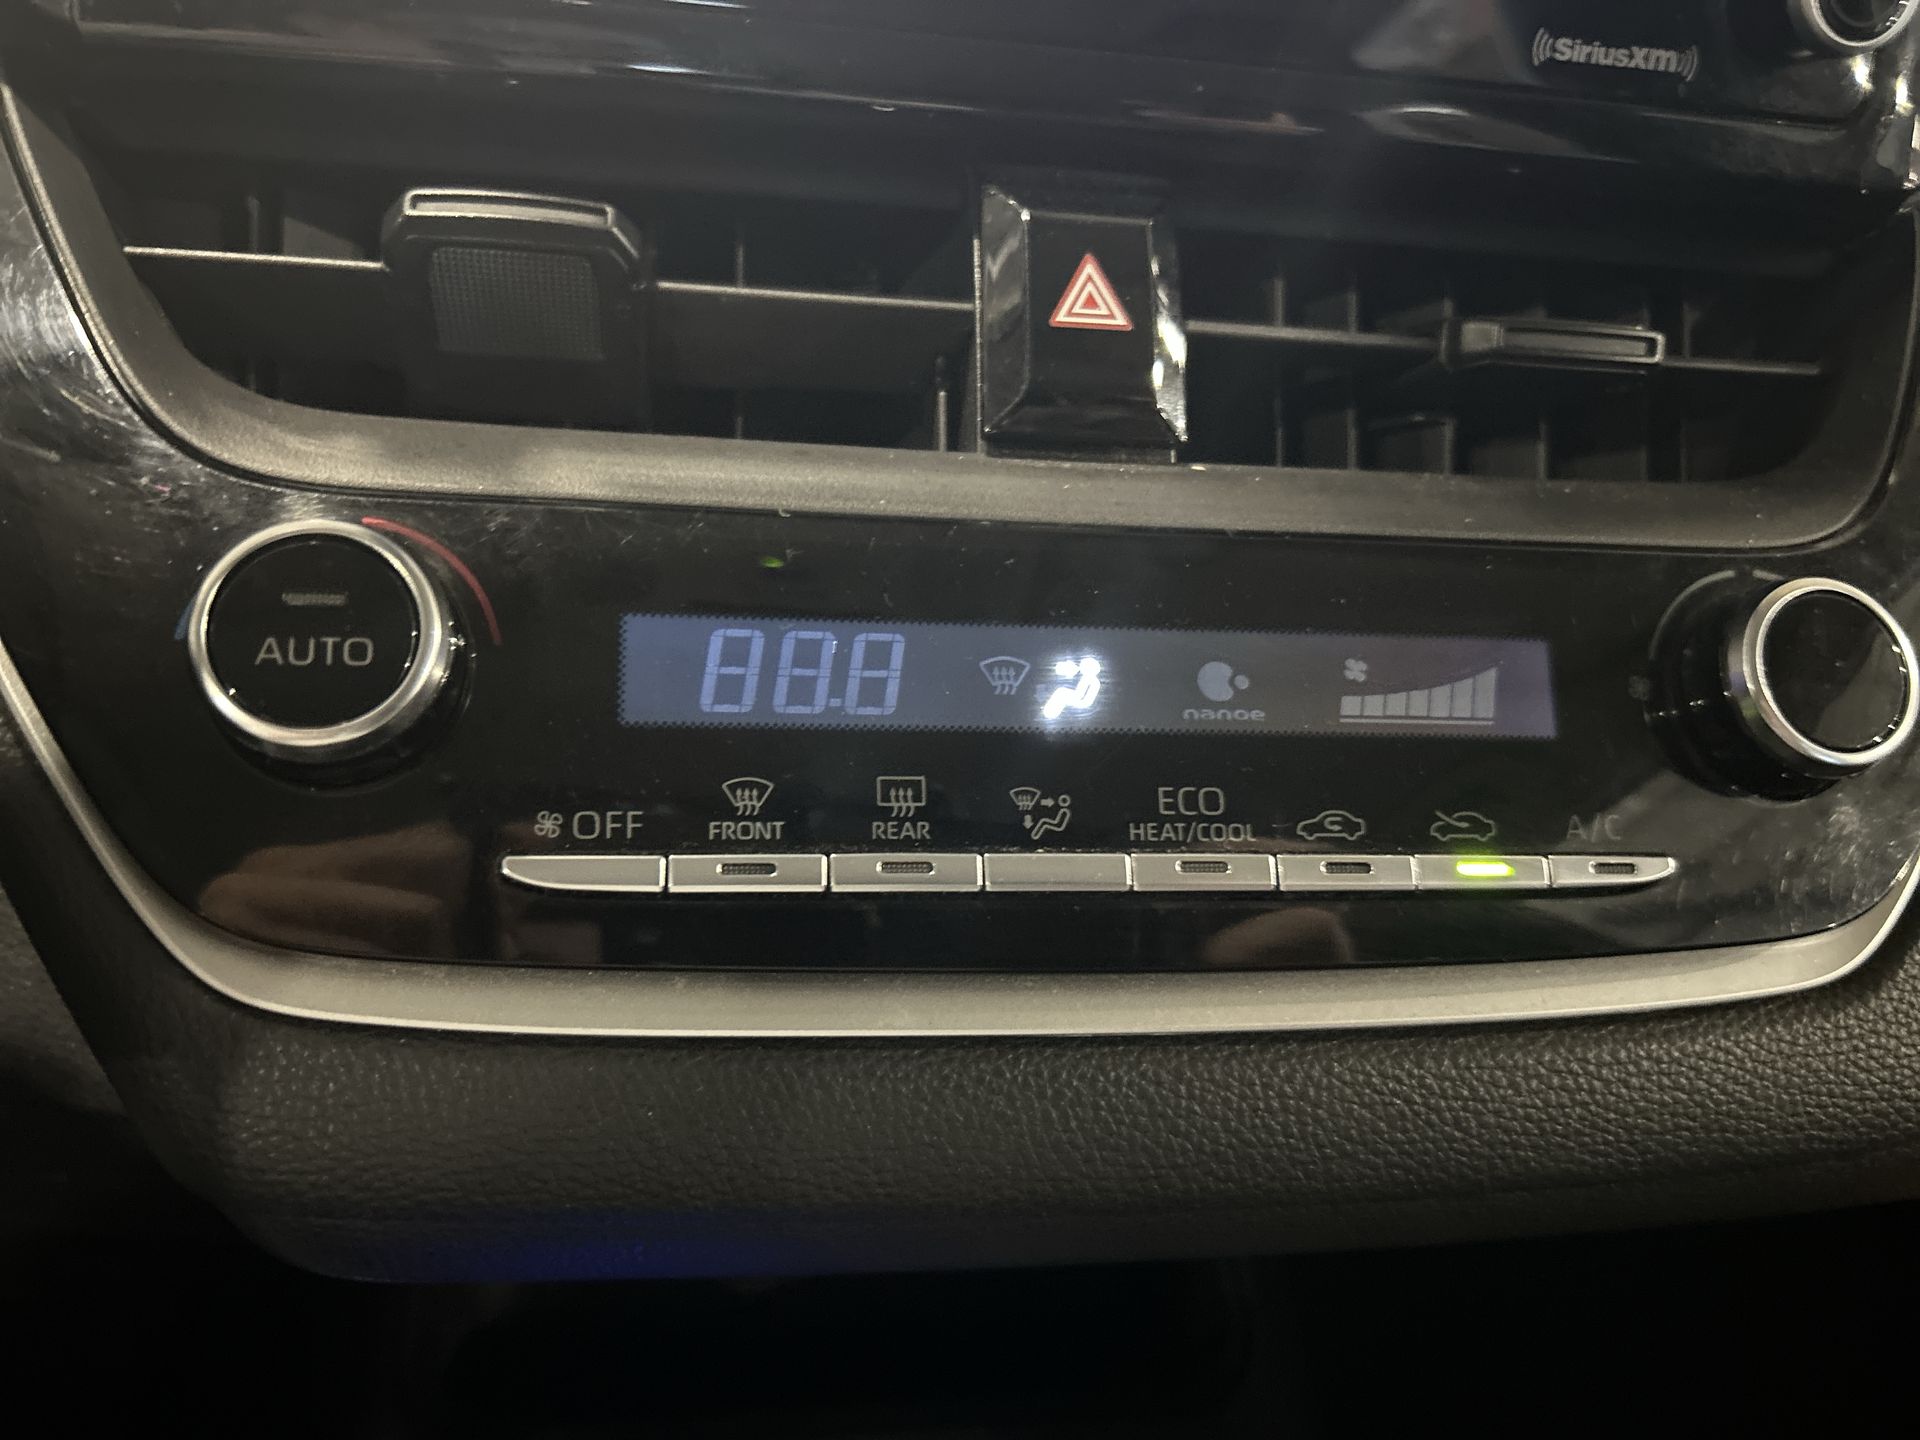 SiriusXm
AUTO
88.8
nanoe
OFF
FRONT
REAR
ECO
HEAT/COOL
A/C